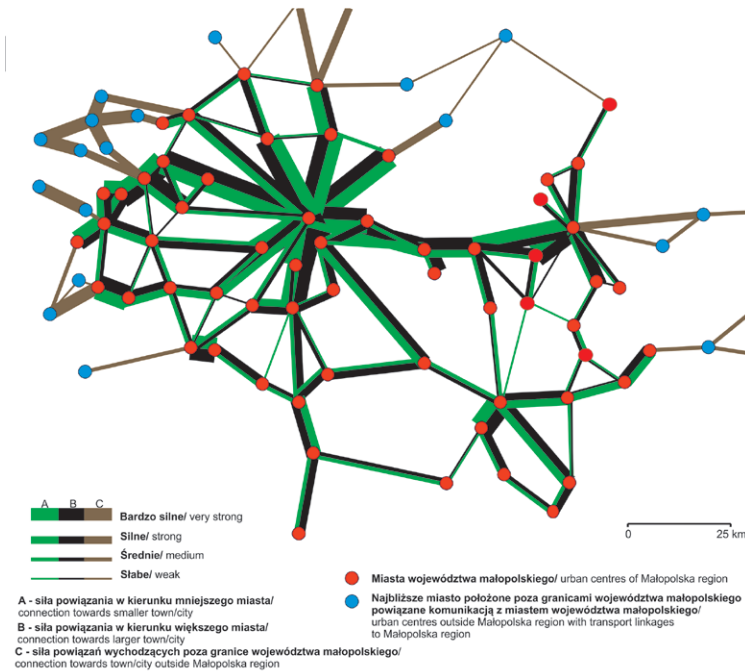 A B C
Bardzo silne/ very strong
Silne/ strong
Średnie/ medium
Słabe/ weak
A - siła powiązania w kierunku mniejszego miasta/
connection towards smaller town/city
B - siła powiązania w kierunku większego miasta/
connection towards larger town/city
C - siła powiązań wychodzących poza granice województwa małopolskiego/
connection towards town/city outside Małopolska region
0 25 km
Miasta województwa małopolskiego/ urban centres of Małopolska region
Najbliższe miasto położone poza granicami województwa małopolskiego
powiązane komunikacją z miastem województwa małopolskiego/
urban centres outside Małopolska region with transport linkages
to Małopolska region